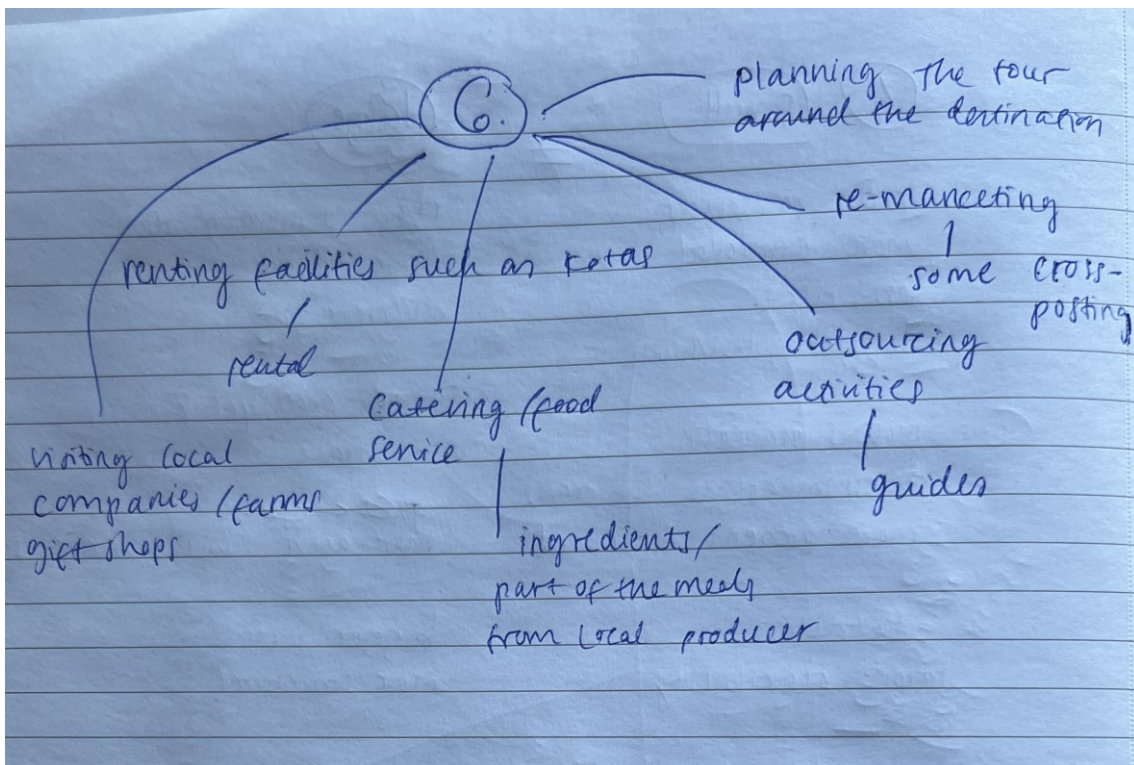 6.
planning the tour
around the destination
re-marketing
some cross-
posting
renting facilities such as kotas
rental
outsourcing
activities
guides
Catering / food
service
ingredients/
part of the meals
from local producer
visiting local
companies / farms
gift shops